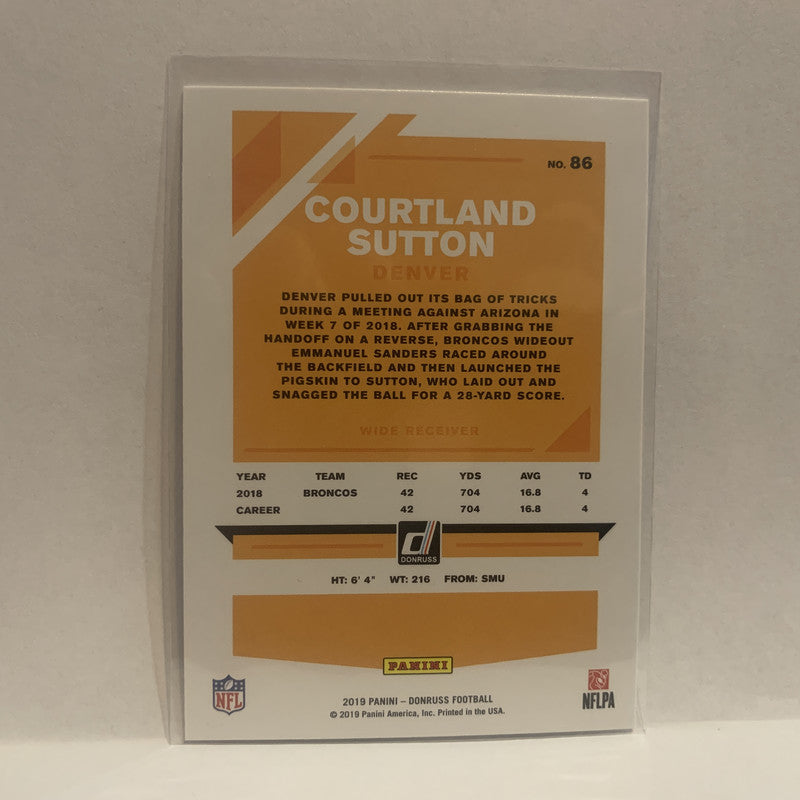 NO. 86
COURTLAND
SUTTON
DENVER
DENVER PULLED OUT ITS BAG OF TRICKS
DURING A MEETING AGAINST ARIZONA IN
WEEK 7 OF 2018. AFTER GRABBING THE
HANDOFF ON A REVERSE, BRONCOS WIDEOUT
EMMANUEL SANDERS RACED AROUND
THE BACKFIELD AND THEN LAUNCHED THE
PIGSKIN TO SUTTON, WHO LAID OUT AND
SNAGGED THE BALL FOR A 28-YARD SCORE.
WIDE RECEIVER
YEAR TEAM REC YDS AVG TD
2018 BRONCOS 42 704 16.8 4
CAREER 42 704 16.8 4
d
DONRUSS
HT: 6' 4" WT: 216 FROM: SMU
PANINI
NFL
NFLPA
2019 PANINI – DONRUSS FOOTBALL
© 2019 Panini America, Inc. Printed in the USA.